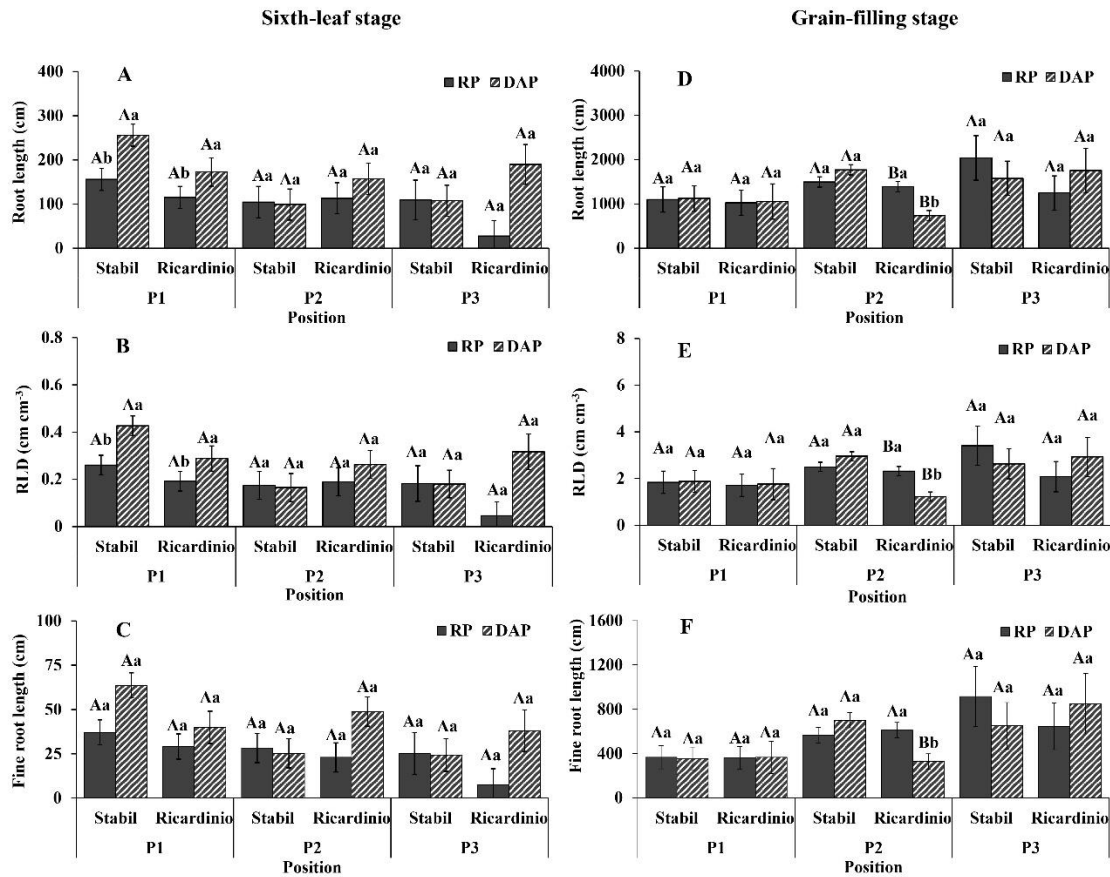 Sixth-leaf stage
Grain-filling stage
A
RP DAP
Root length (cm)
400
300
200
100
0
Ab Aa Ab Aa Aa Aa Aa Aa Aa Aa Aa Aa
Stabil Ricardinio Stabil Ricardinio Stabil Ricardinio
P1 P2 P3
Position
B
RP DAP
RLD (cm cm⁻³)
0.8
0.6
0.4
0.2
0
Ab Aa Ab Aa Aa Aa Aa Aa Aa Aa Aa Aa
Stabil Ricardinio Stabil Ricardinio Stabil Ricardinio
P1 P2 P3
Position
C
RP DAP
Fine root length (cm)
100
75
50
25
0
Aa Aa Aa Aa Aa Aa Aa Aa Aa Aa Aa Aa
Stabil Ricardinio Stabil Ricardinio Stabil Ricardinio
P1 P2 P3
Position
D
RP DAP
Root length (cm)
4000
3000
2000
1000
0
Aa Aa Aa Aa Aa Aa Ba Bb Aa Aa Aa Aa
Stabil Ricardinio Stabil Ricardinio Stabil Ricardinio
P1 P2 P3
Position
E
RP DAP
RLD (cm cm⁻³)
8
6
4
2
0
Aa Aa Aa Aa Aa Aa Ba Bb Aa Aa Aa Aa
Stabil Ricardinio Stabil Ricardinio Stabil Ricardinio
P1 P2 P3
Position
F
RP DAP
Fine root length (cm)
1600
1200
800
400
0
Aa Aa Aa Aa Aa Aa Aa Bb Aa Aa Aa Aa
Stabil Ricardinio Stabil Ricardinio Stabil Ricardinio
P1 P2 P3
Position